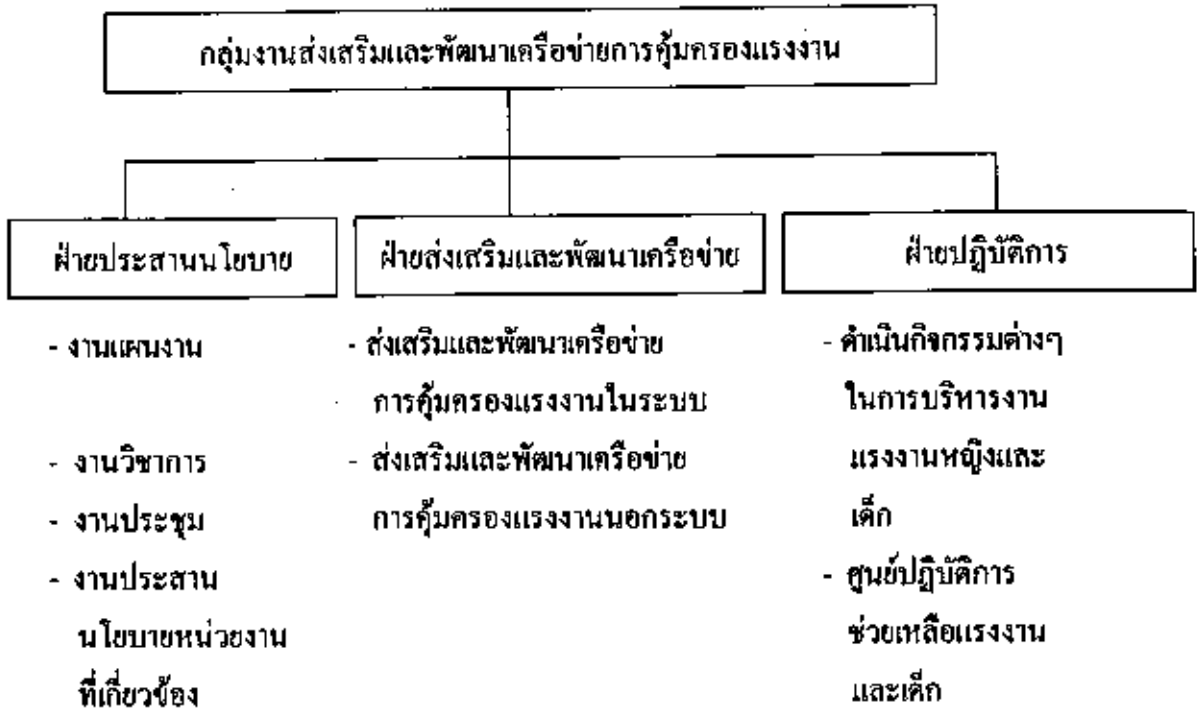 กลุ่มงานส่งเสริมและพัฒนาเครือข่ายการคุ้มครองแรงงาน
ฝ่ายประสานนโยบาย
- งานแผนงาน
- งานวิชาการ
- งานประชุม
- งานประสาน
นโยบายหน่วยงาน
ที่เกี่ยวข้อง
ฝ่ายส่งเสริมและพัฒนาเครือข่าย
- ส่งเสริมและพัฒนาเครือข่าย
การคุ้มครองแรงงานในระบบ
- ส่งเสริมและพัฒนาเครือข่าย
การคุ้มครองแรงงานนอกระบบ
ฝ่ายปฏิบัติการ
- ดำเนินกิจกรรมต่างๆ
ในการบริหารงาน
แรงงานหญิงและ
เด็ก
- ศูนย์ปฏิบัติการ
ช่วยเหลือแรงงาน
และเด็ก